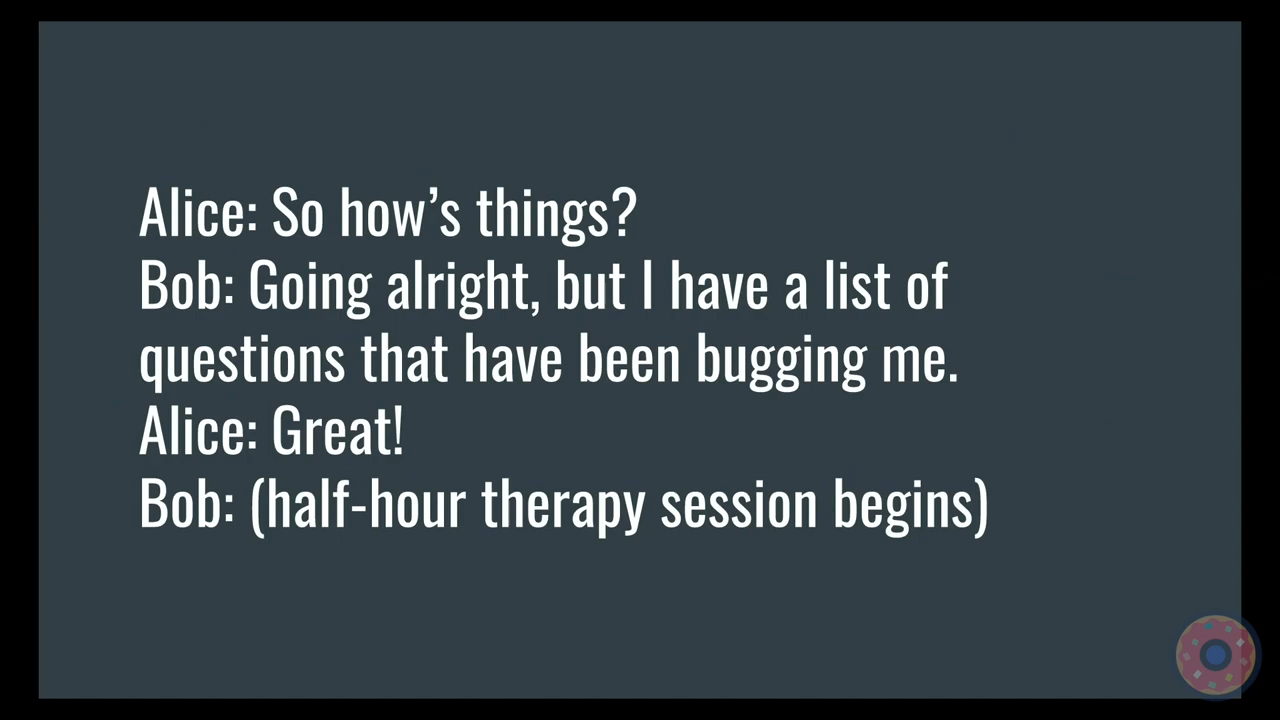 Alice: So how’s things?
Bob: Going alright, but I have a list of
questions that have been bugging me.
Alice: Great!
Bob: (half-hour therapy session begins)